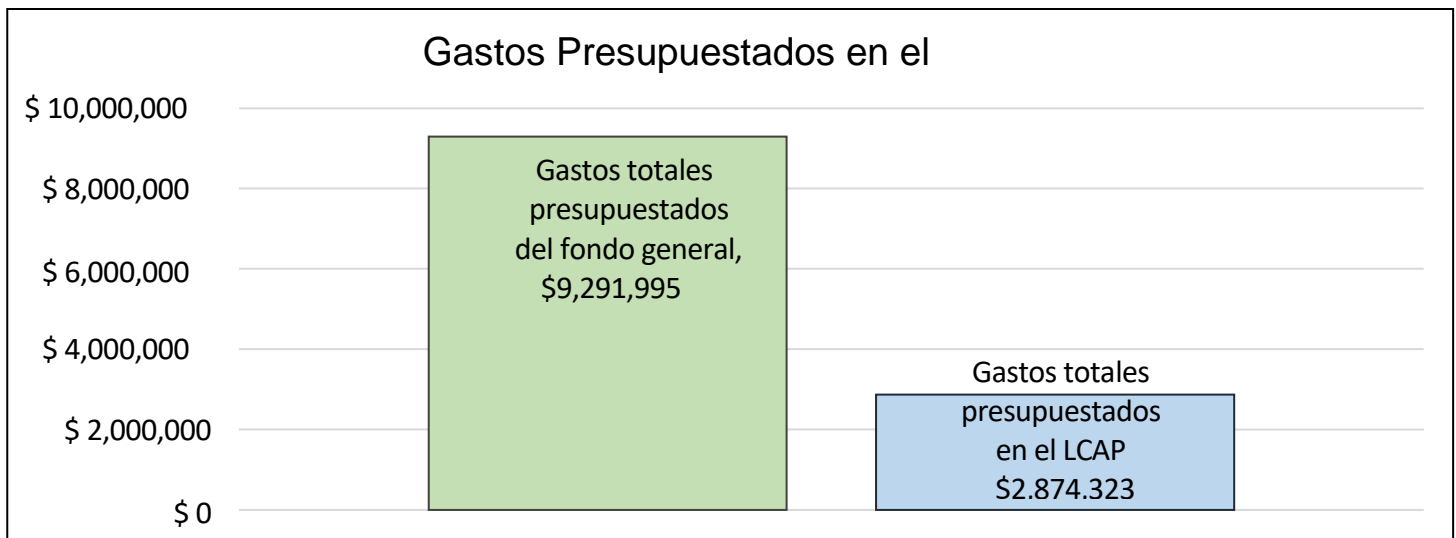 Gastos Presupuestados en el
$ 10,000,000
$ 8,000,000
$ 6,000,000
$ 4,000,000
$ 2,000,000
$ 0
Gastos totales
presupuestados
del fondo general,
$9,291,995
Gastos totales
presupuestados
en el LCAP
$2.874.323